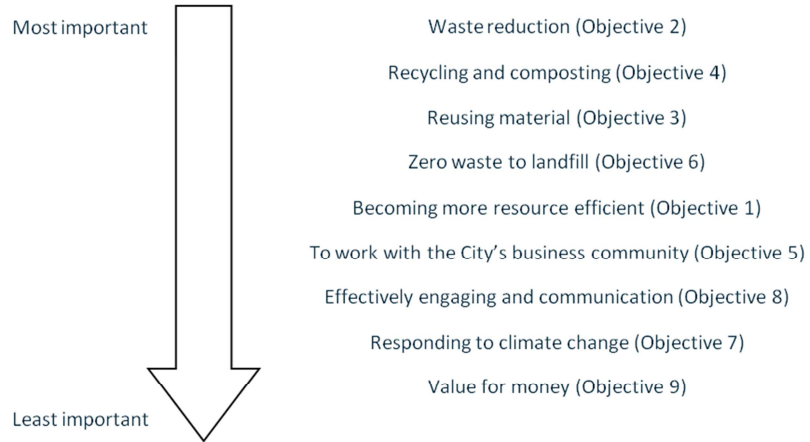 Most important
Waste reduction (Objective 2)
Recycling and composting (Objective 4)
Reusing material (Objective 3)
Zero waste to landfill (Objective 6)
Becoming more resource efficient (Objective 1)
To work with the City's business community (Objective 5)
Effectively engaging and communication (Objective 8)
Responding to climate change (Objective 7)
Value for money (Objective 9)
Least important